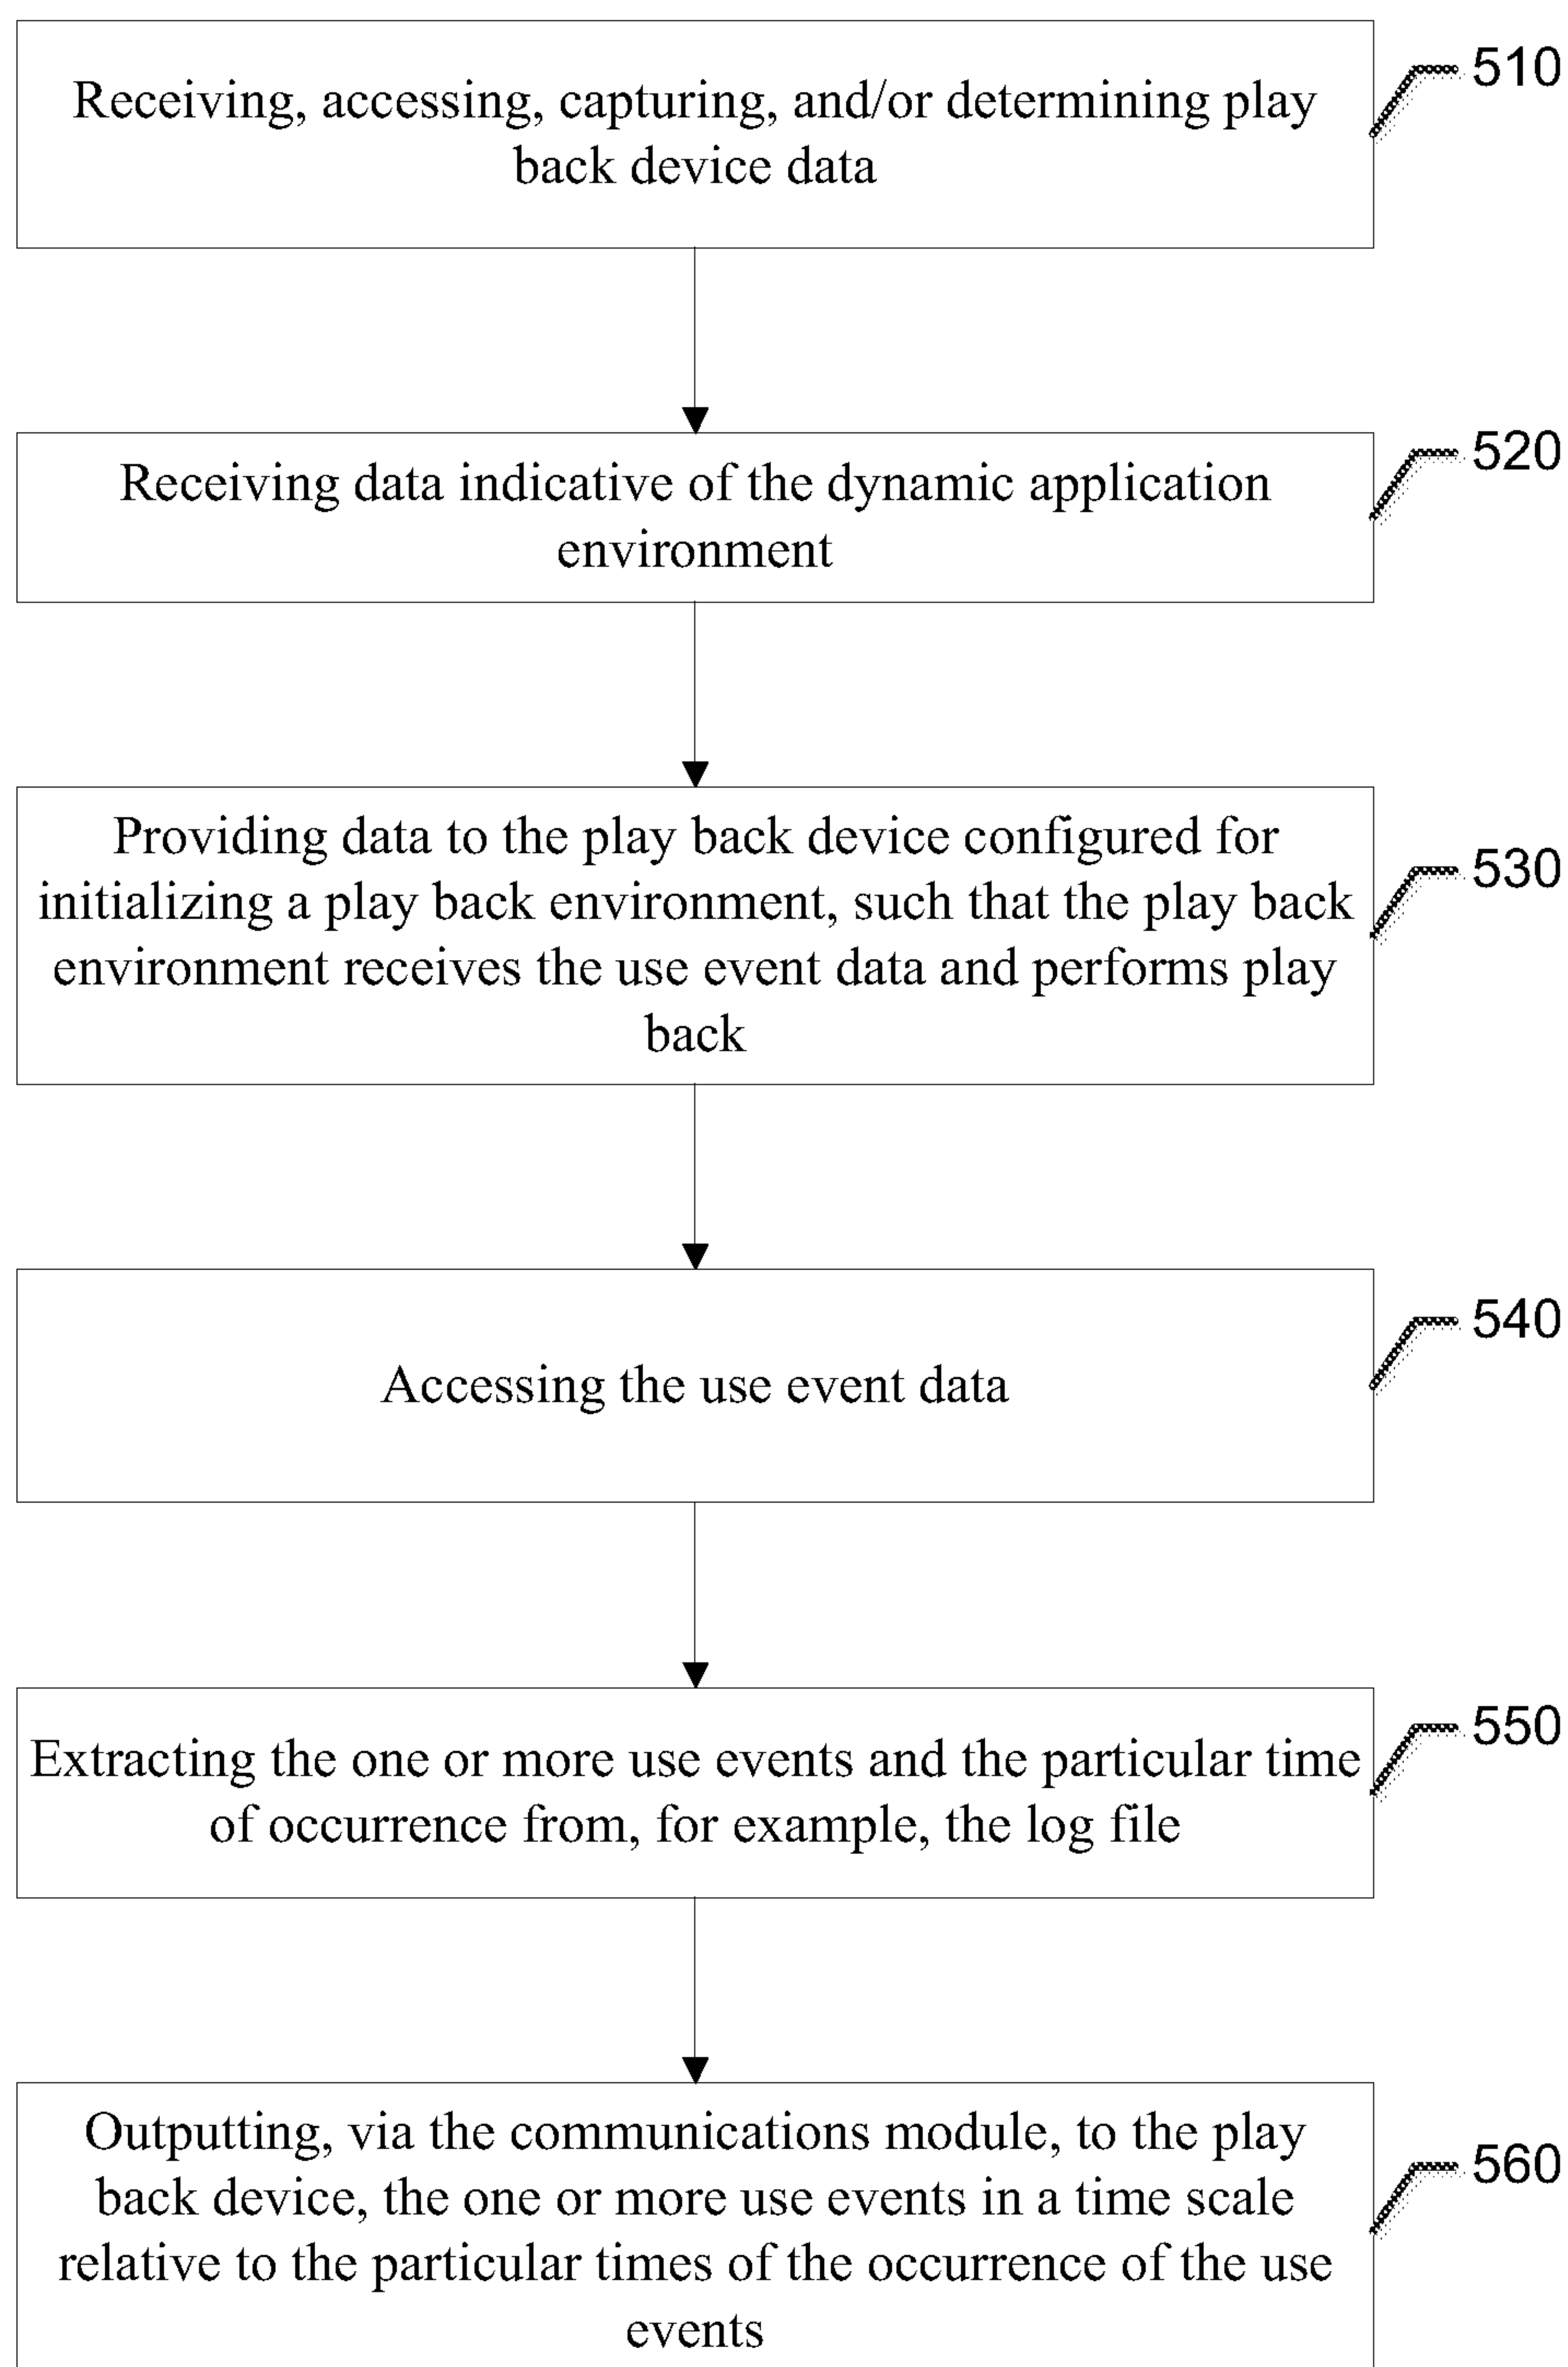 Receiving, accessing, capturing, and/or determining play
back device data
510
Receiving data indicative of the dynamic application
environment
520
Providing data to the play back device configured for
initializing a play back environment, such that the play back
environment receives the use event data and performs play
back
530
Accessing the use event data
540
Extracting the one or more use events and the particular time
of occurrence from, for example, the log file
550
Outputting, via the communications module, to the play
back device, the one or more use events in a time scale
relative to the particular times of the occurrence of the use
events
560